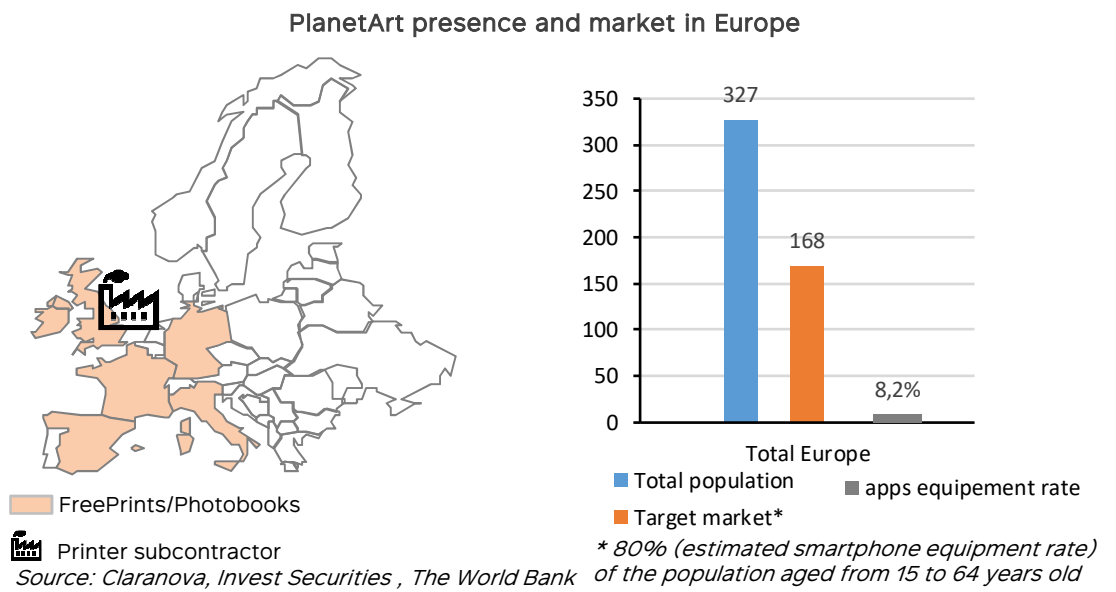 PlanetArt presence and market in Europe
350
300
250
200
150
100
50
0
327
168
8,2%
Total Europe
Total population
apps equipement rate
Target market*
FreePrints/Photobooks
Printer subcontractor
Source: Claranova, Invest Securities , The World Bank
* 80% (estimated smartphone equipment rate)
of the population aged from 15 to 64 years old